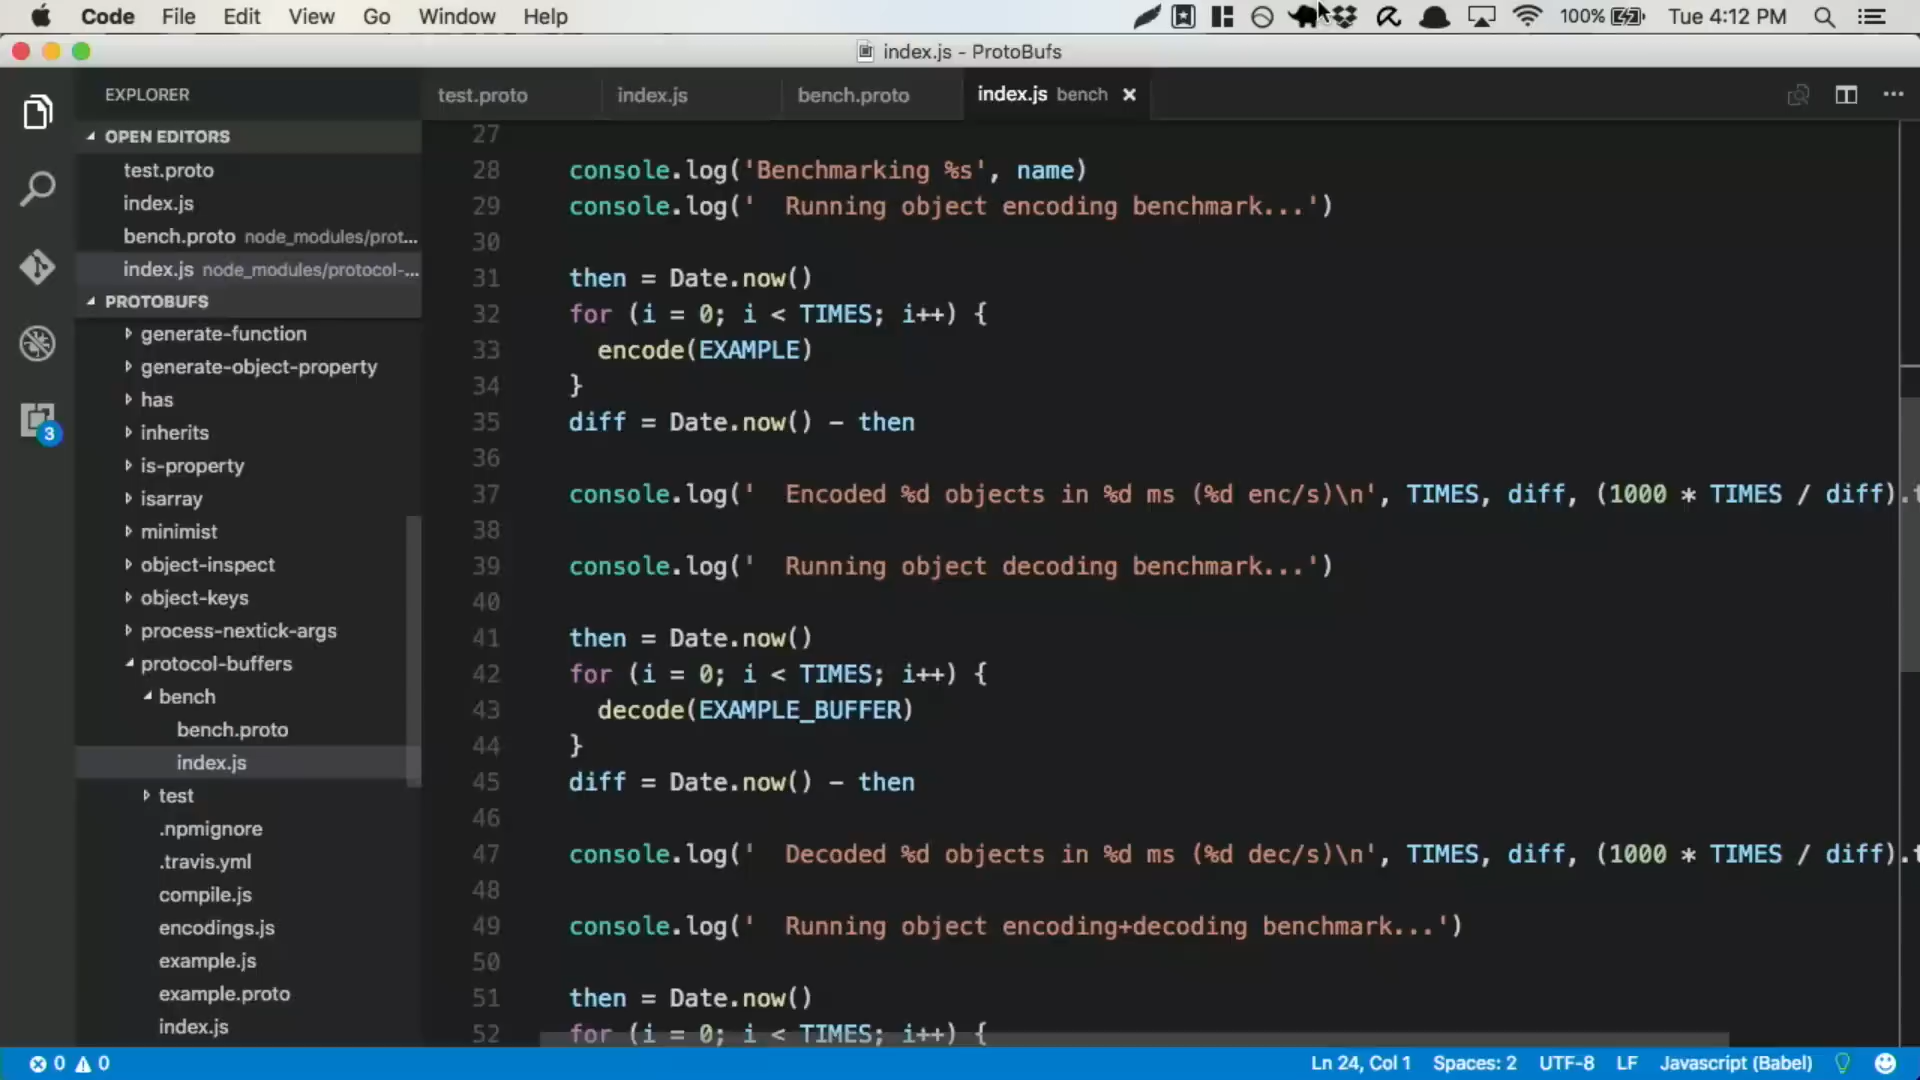 Code File Edit View Go Window Help 100% Tue 4:12 PM
index.js - ProtoBufs
EXPLORER
OPEN EDITORS
test.proto
index.js
bench.proto node_modules/prot...
index.js node_modules/protocol-...
PROTOBUFS
generate-function
generate-object-property
has
inherits
is-property
isarray
minimist
object-inspect
object-keys
process-nextick-args
protocol-buffers
bench
bench.proto
index.js
test
.npmignore
.travis.yml
compile.js
encodings.js
example.js
example.proto
index.js
3
test.proto index.js bench.proto index.js bench
27
28 console.log('Benchmarking %s', name)
29 console.log('  Running object encoding benchmark...')
30
31 then = Date.now()
32 for (i = 0; i < TIMES; i++) {
33 encode(EXAMPLE)
34 }
35 diff = Date.now() - then
36
37 console.log('  Encoded %d objects in %d ms (%d enc/s)\n', TIMES, diff, (1000 * TIMES / diff).t
38
39 console.log('  Running object decoding benchmark...')
40
41 then = Date.now()
42 for (i = 0; i < TIMES; i++) {
43 decode(EXAMPLE_BUFFER)
44 }
45 diff = Date.now() - then
46
47 console.log('  Decoded %d objects in %d ms (%d dec/s)\n', TIMES, diff, (1000 * TIMES / diff).t
48
49 console.log('  Running object encoding+decoding benchmark...')
50
51 then = Date.now()
52 for (i = 0; i < TIMES; i++) {
0 0 Ln 24, Col 1 Spaces: 2 UTF-8 LF Javascript (Babel)